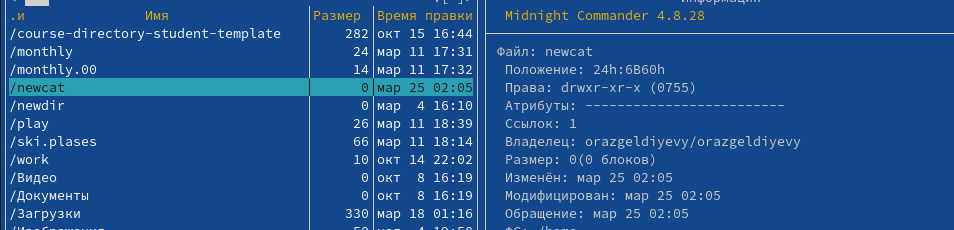 Информация
.и Имя Размер Время правки
/course-directory-student-template 282 окт 15 16:44
/monthly 24 мар 11 17:31
/monthly.00 14 мар 11 17:32
/newcat 0 мар 25 02:05
/newdir 0 мар 4 16:10
/play 26 мар 11 18:39
/ski.plases 66 мар 11 18:14
/work 10 окт 14 22:02
/Видео 0 окт 8 16:19
/Документы 0 окт 8 16:19
/Загрузки 330 мар 18 01:16
Midnight Commander 4.8.28
Файл: newcat
Положение: 24h:6B60h
Права: drwxr-xr-x (0755)
Атрибуты: -------------------------
Ссылок: 1
Владелец: orazgeldiyevy/orazgeldiyevy
Размер: 0(0 блоков)
Изменён: мар 25 02:05
Модифицирован: мар 25 02:05
Обращение: мар 25 02:05